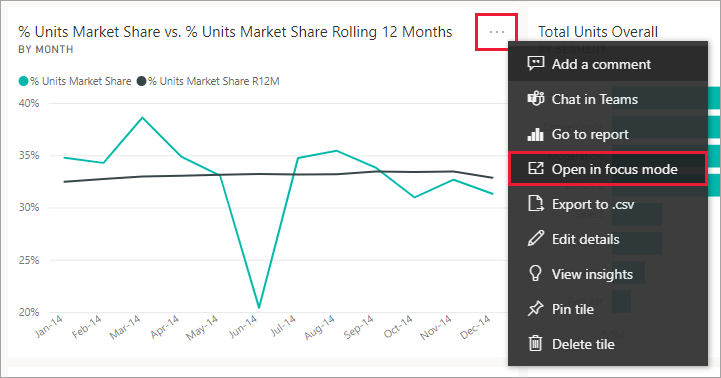 % Units Market Share vs. % Units Market Share Rolling 12 Months
BY MONTH
% Units Market Share
% Units Market Share R12M
40%
35%
30%
25%
20%
Jan-14
Feb-14
Mar-14
Apr-14
May-14
Jun-14
Jul-14
Aug-14
Sep-14
Oct-14
Nov-14
Dec-14
Total Units Overall
BY SEGMENT
Add a comment
Chat in Teams
Go to report
Open in focus mode
Export to .csv
Edit details
View insights
Pin tile
Delete tile